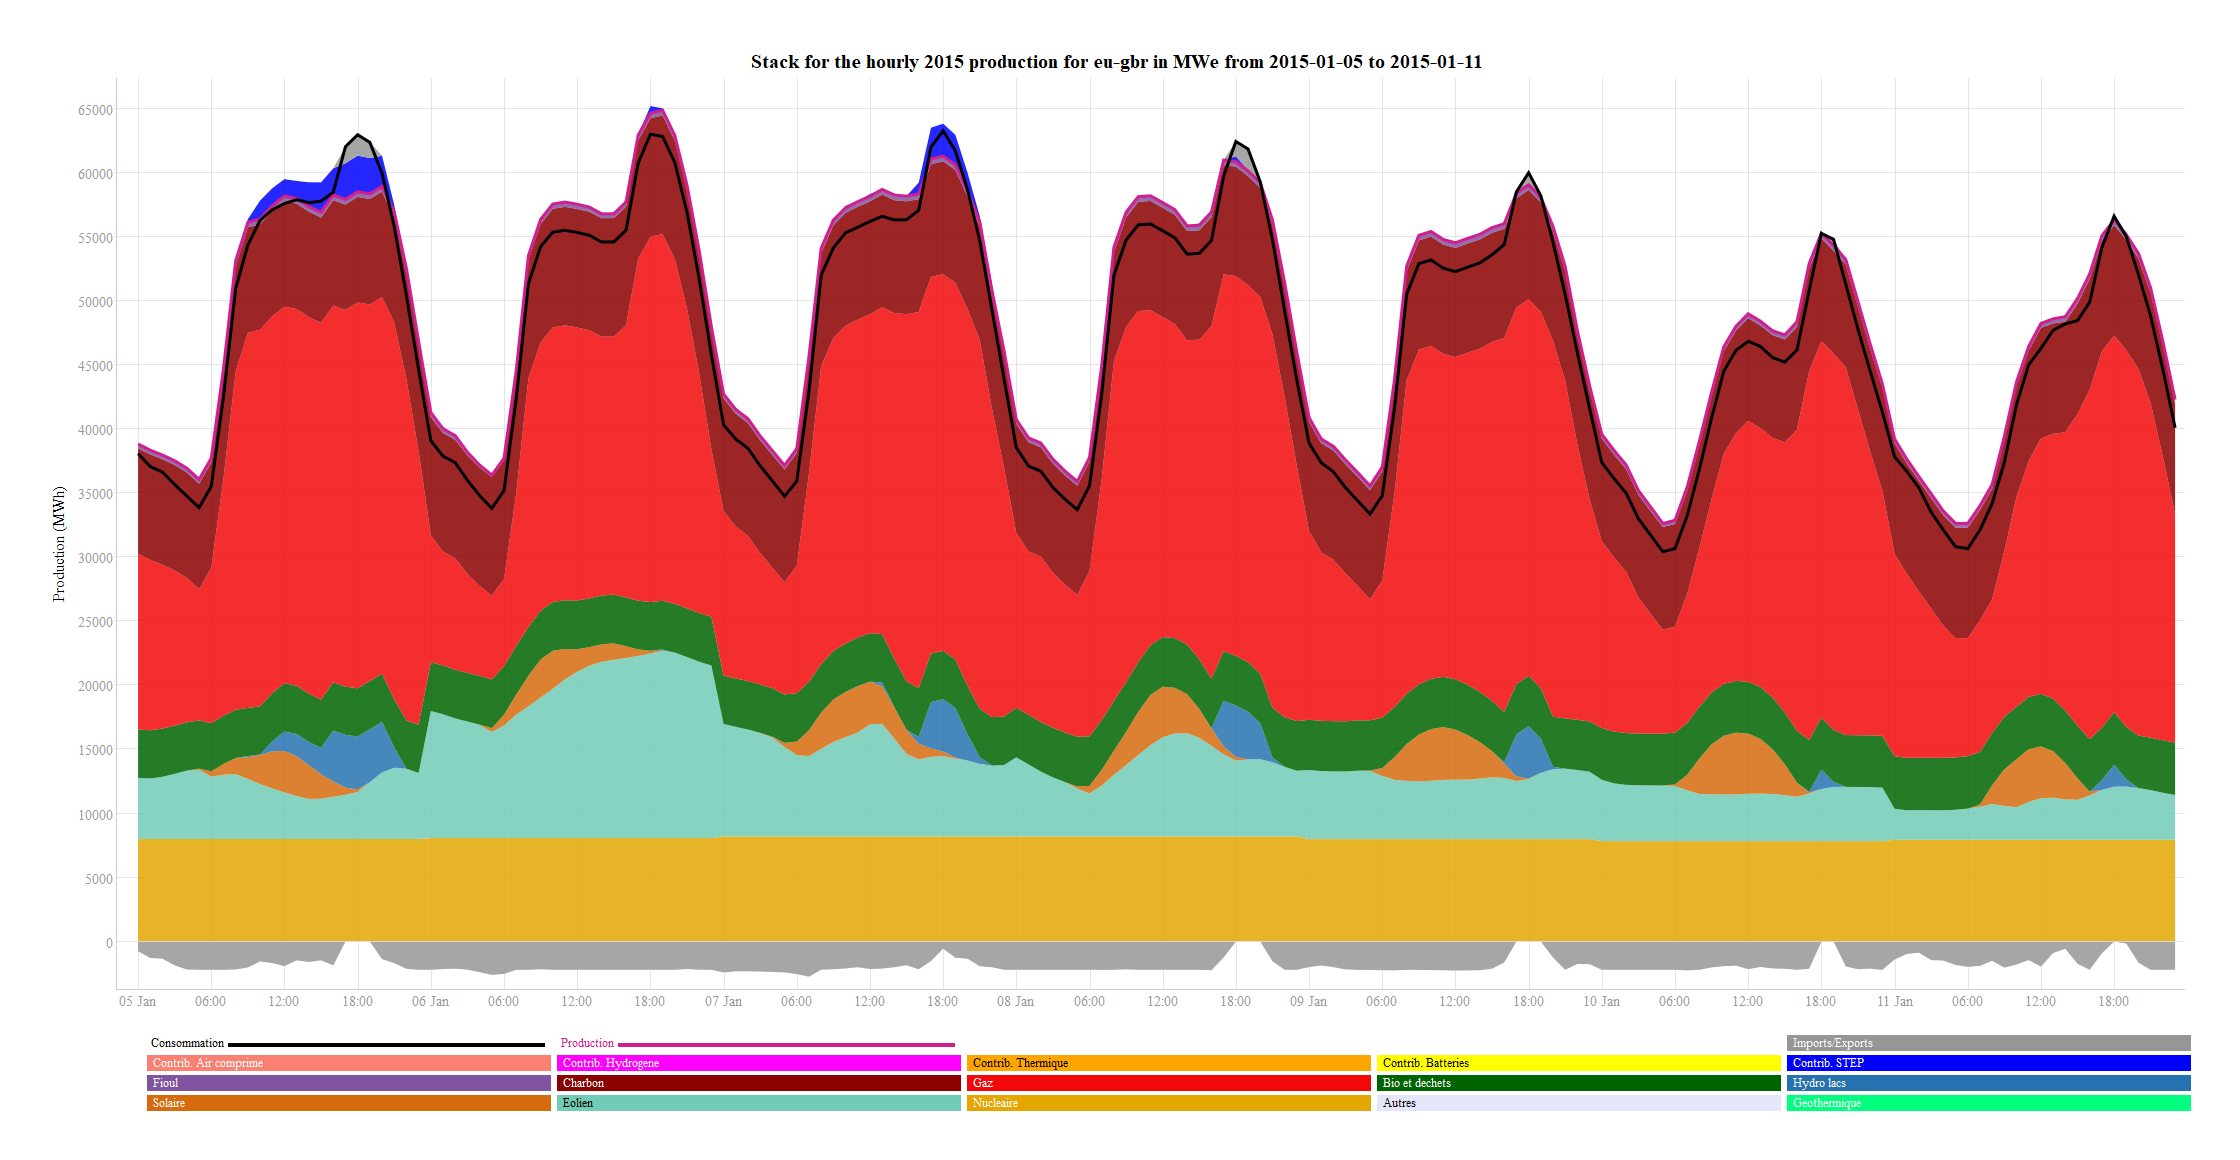 Stack for the hourly 2015 production for eu-gbr in MWe from 2015-01-05 to 2015-01-11
65000
60000
55000
50000
45000
40000
35000
30000
25000
20000
15000
10000
5000
0
Production (MWh)
05 Jan 06:00 12:00 18:00 06 Jan 06:00 12:00 18:00 07 Jan 06:00 12:00 18:00 08 Jan 06:00 12:00 18:00 09 Jan 06:00 12:00 18:00 10 Jan 06:00 12:00 18:00 11 Jan 06:00 12:00 18:00
Consommation Production Imports/Exports
Contrib. Air comprime Contrib. Hydrogene Contrib. Thermique Contrib. Batteries Contrib. STEP
Fioul Charbon Gaz Bio et dechets Hydro lacs
Solaire Eolien Nucleaire Autres Geothermique